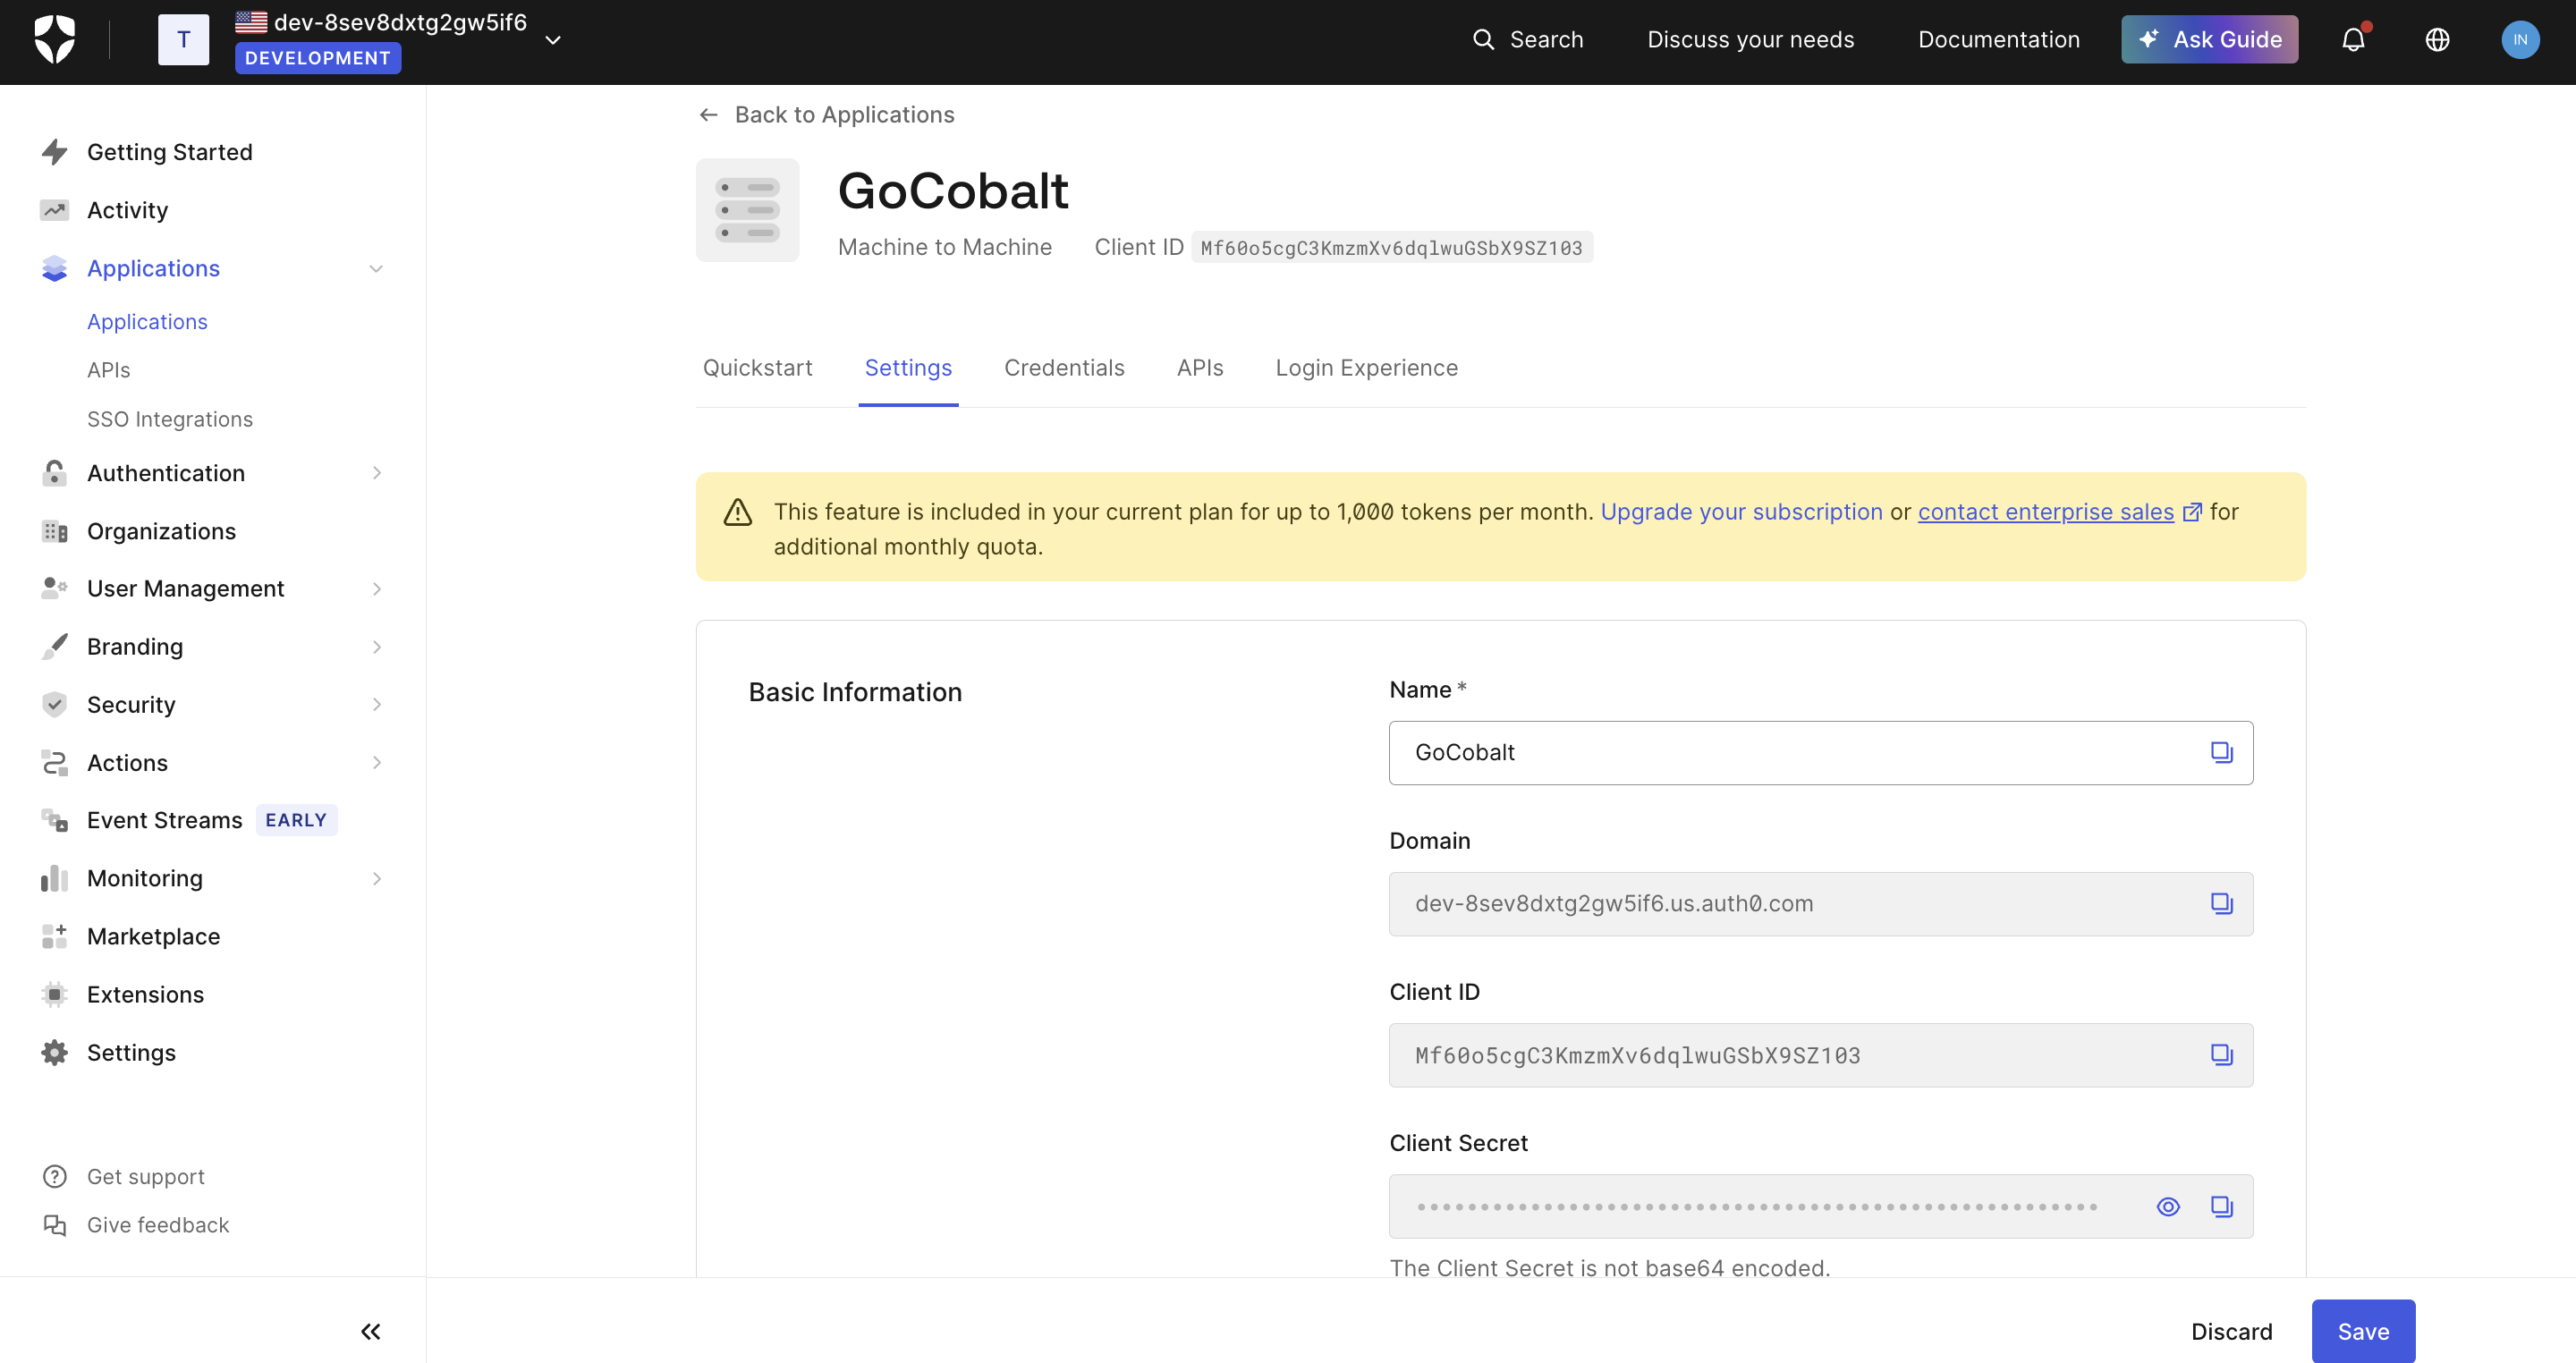 T
dev-8sev8dxtg2gw5if6
DEVELOPMENT
Search
Discuss your needs
Documentation
Ask Guide
IN
Getting Started
Activity
Applications
Applications
APIs
SSO Integrations
Authentication
Organizations
User Management
Branding
Security
Actions
Event Streams EARLY
Monitoring
Marketplace
Extensions
Settings
Get support
Give feedback
Back to Applications
GoCobalt
Machine to Machine Client ID Mf60o5cgC3KmzmXv6dqlwuGSbX9SZ103
Quickstart Settings Credentials APIs Login Experience
This feature is included in your current plan for up to 1,000 tokens per month. Upgrade your subscription or contact enterprise sales for
additional monthly quota.
Basic Information
Name *
GoCobalt
Domain
dev-8sev8dxtg2gw5if6.us.auth0.com
Client ID
Mf60o5cgC3KmzmXv6dqlwuGSbX9SZ103
Client Secret
The Client Secret is not base64 encoded.
Discard
Save